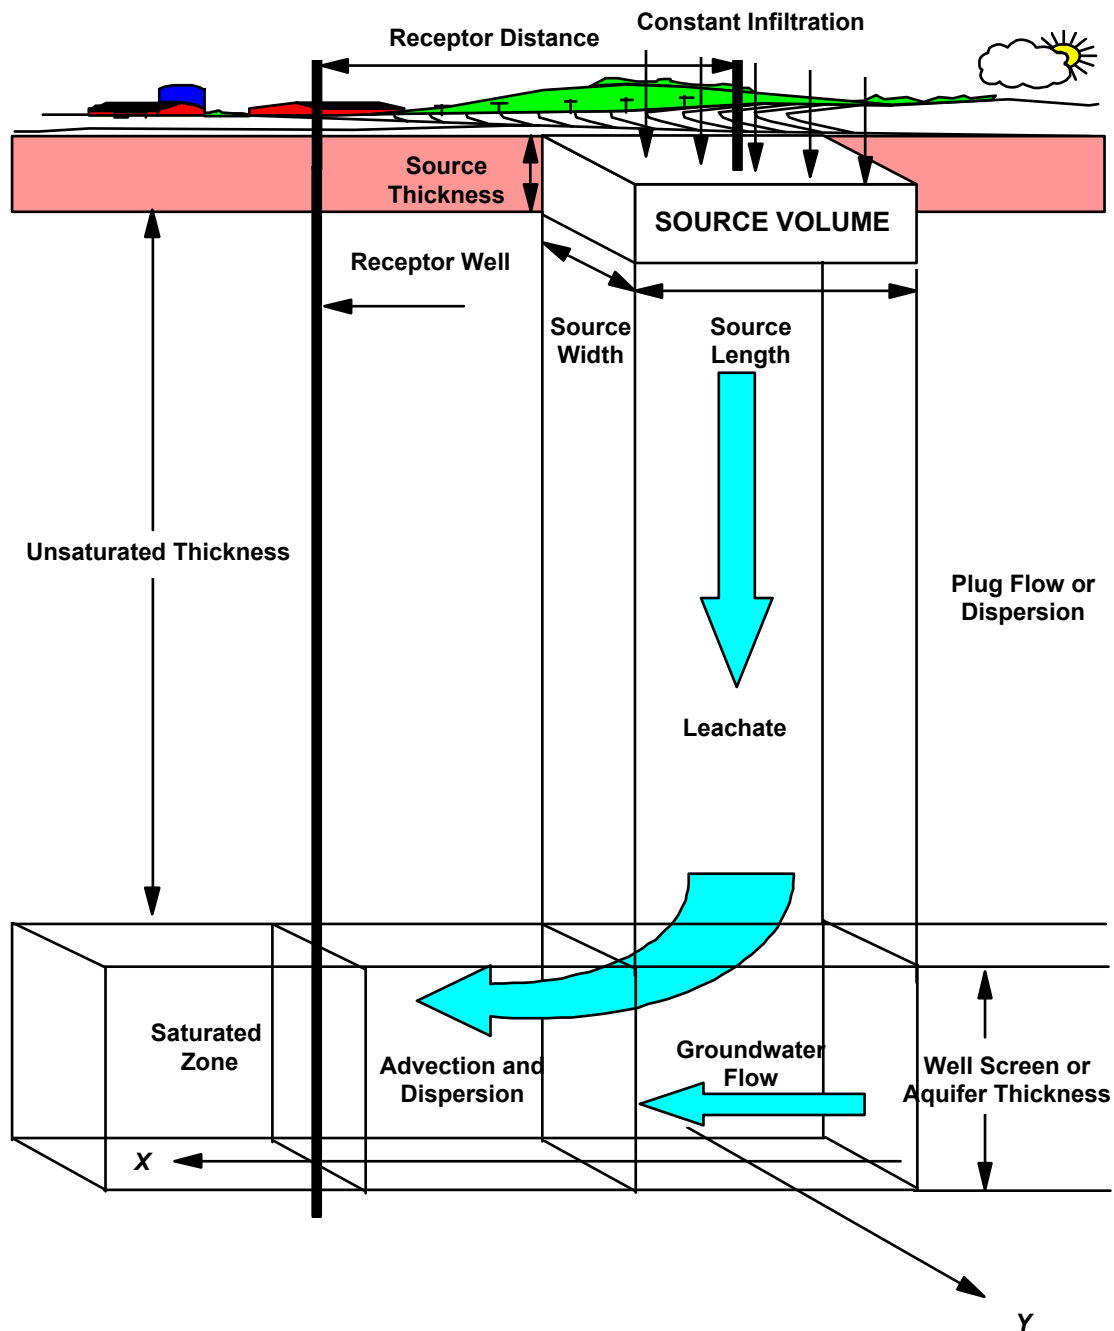 Constant Infiltration
Receptor Distance
Source
Thickness
SOURCE VOLUME
Receptor Well
Source
Width
Source
Length
Unsaturated Thickness
Plug Flow or
Dispersion
Leachate
Saturated
Zone
Advection and
Dispersion
Groundwater
Flow
Well Screen or
Aquifer Thickness
X
Y